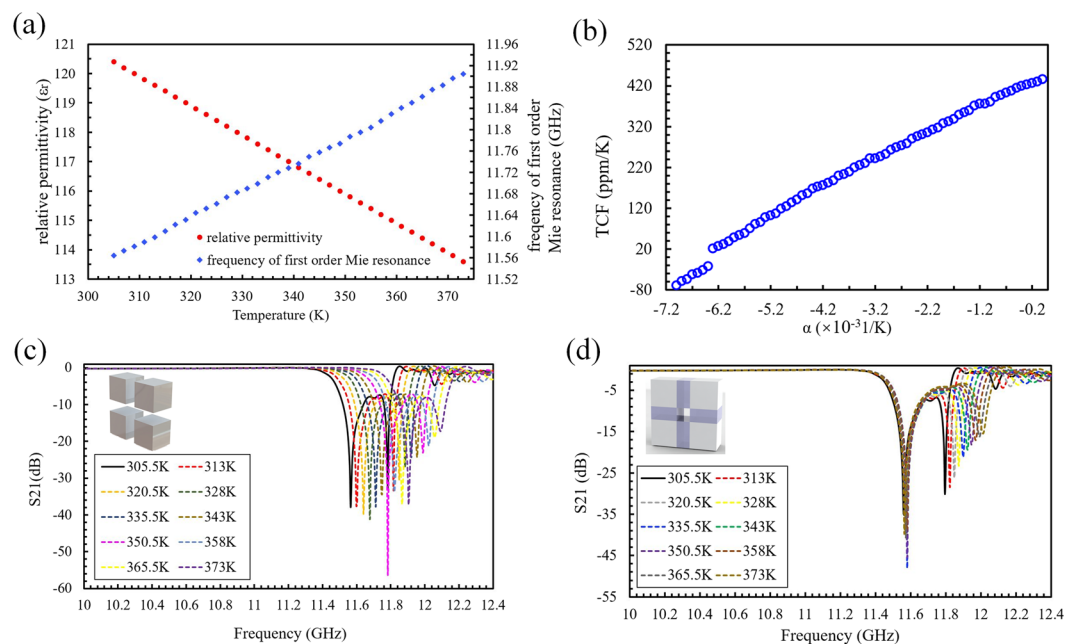 (a)
121
120
119
118
117
116
115
114
113
relative permittivity (εr)
11.96
11.92
11.88
11.84
11.8
11.76
11.72
11.68
11.64
11.6
11.56
11.52
freqency of first order
Mie resonance (GHz)
relative permittivity
frequency of first order Mie resonance
300 310 320 330 340 350 360 370
Temperature (K)
(b)
520
420
320
220
120
20
-80
TCF (ppm/K)
-7.2 -6.2 -5.2 -4.2 -3.2 -2.2 -1.2 -0.2
α (×10⁻³1/K)
(c)
0
-10
-20
-30
-40
-50
-60
S21(dB)
305.5K 313K
320.5K 328K
335.5K 343K
350.5K 358K
365.5K 373K
10 10.2 10.4 10.6 10.8 11 11.2 11.4 11.6 11.8 12 12.2 12.4
Frequency (GHz)
(d)
-5
-15
-25
-35
-45
-55
S21 (dB)
305.5K 313K
320.5K 328K
335.5K 343K
350.5K 358K
365.5K 373K
10 10.2 10.4 10.6 10.8 11 11.2 11.4 11.6 11.8 12 12.2 12.4
Frequency (GHz)